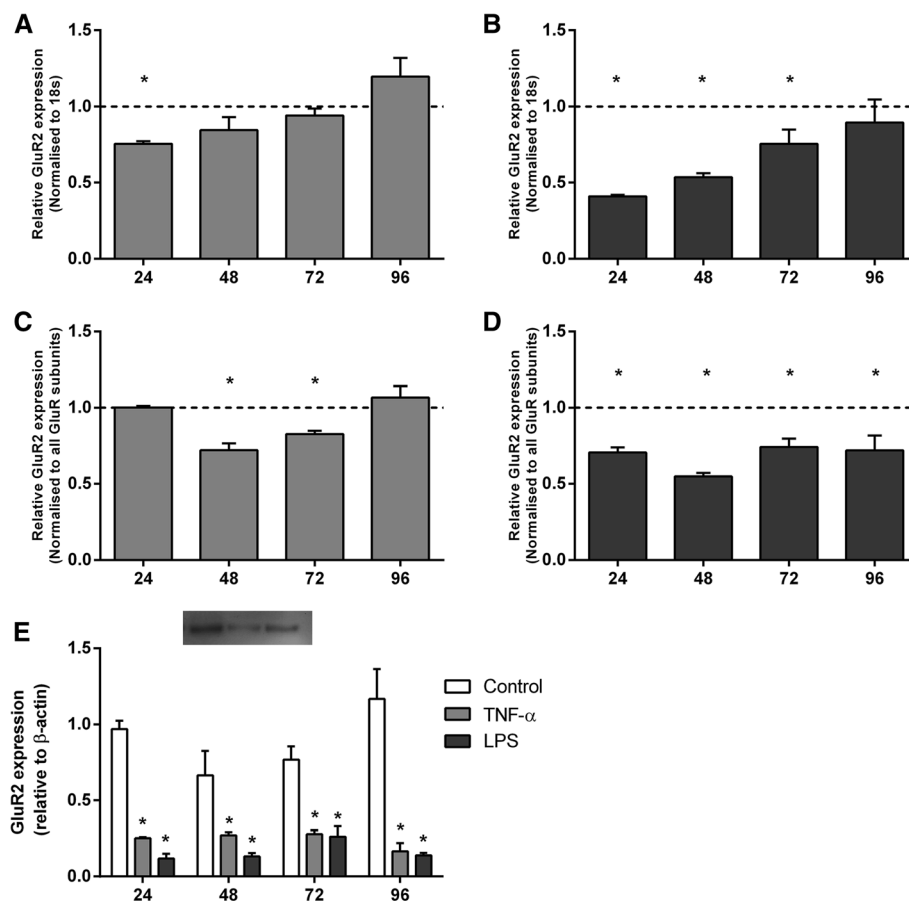 A
Relative GluR2 expression
(Normalised to 18s)
1.5
*
1.0
0.5
0.0
24 48 72 96
B
Relative GluR2 expression
(Normalised to 18s)
1.5
* * *
1.0
0.5
0.0
24 48 72 96
C
Relative GluR2 expression
(Normalised to all GluR subunits)
1.5
* *
1.0
0.5
0.0
24 48 72 96
D
Relative GluR2 expression
(Normalised to all GluR subunits)
1.5
* * * *
1.0
0.5
0.0
24 48 72 96
E
GluR2 expression
(relative to β-actin)
1.5
1.0
0.5
0.0
* * * * * * * *
24 48 72 96
Control
TNF-α
LPS